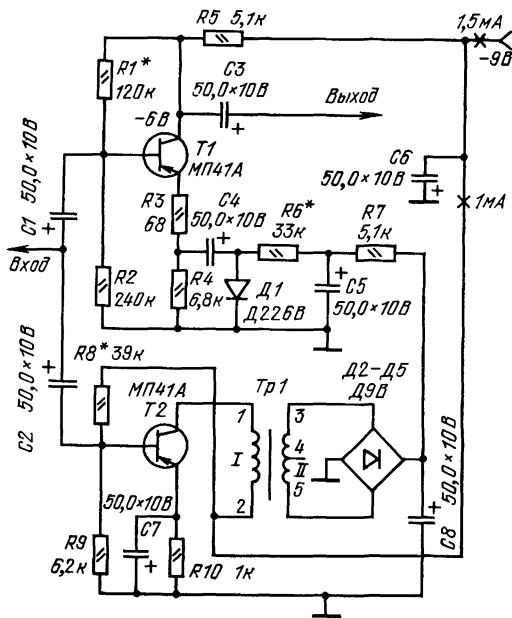 R5 5,1к
1,5мА
-9В
R1*
120к
C3
50,0×10В
Выход
-6В
T1
МП41А
C6
50,0×10В
1мА
50,0×10В
C1
Вход
R3
68
C4
50,0×10В
R6*
33к
R7
5,1к
R2
240к
R4
6,8к
Д1
Д226В
C5
50,0×10В
R8* 39к
50,0×10В
C2
МП41А
T2
Тр1
1
2
I
3
4
II
5
Д2-Д5
Д9В
50,0×10В
C8
50,0×10В
C7
R9
6,2к
R10 1к